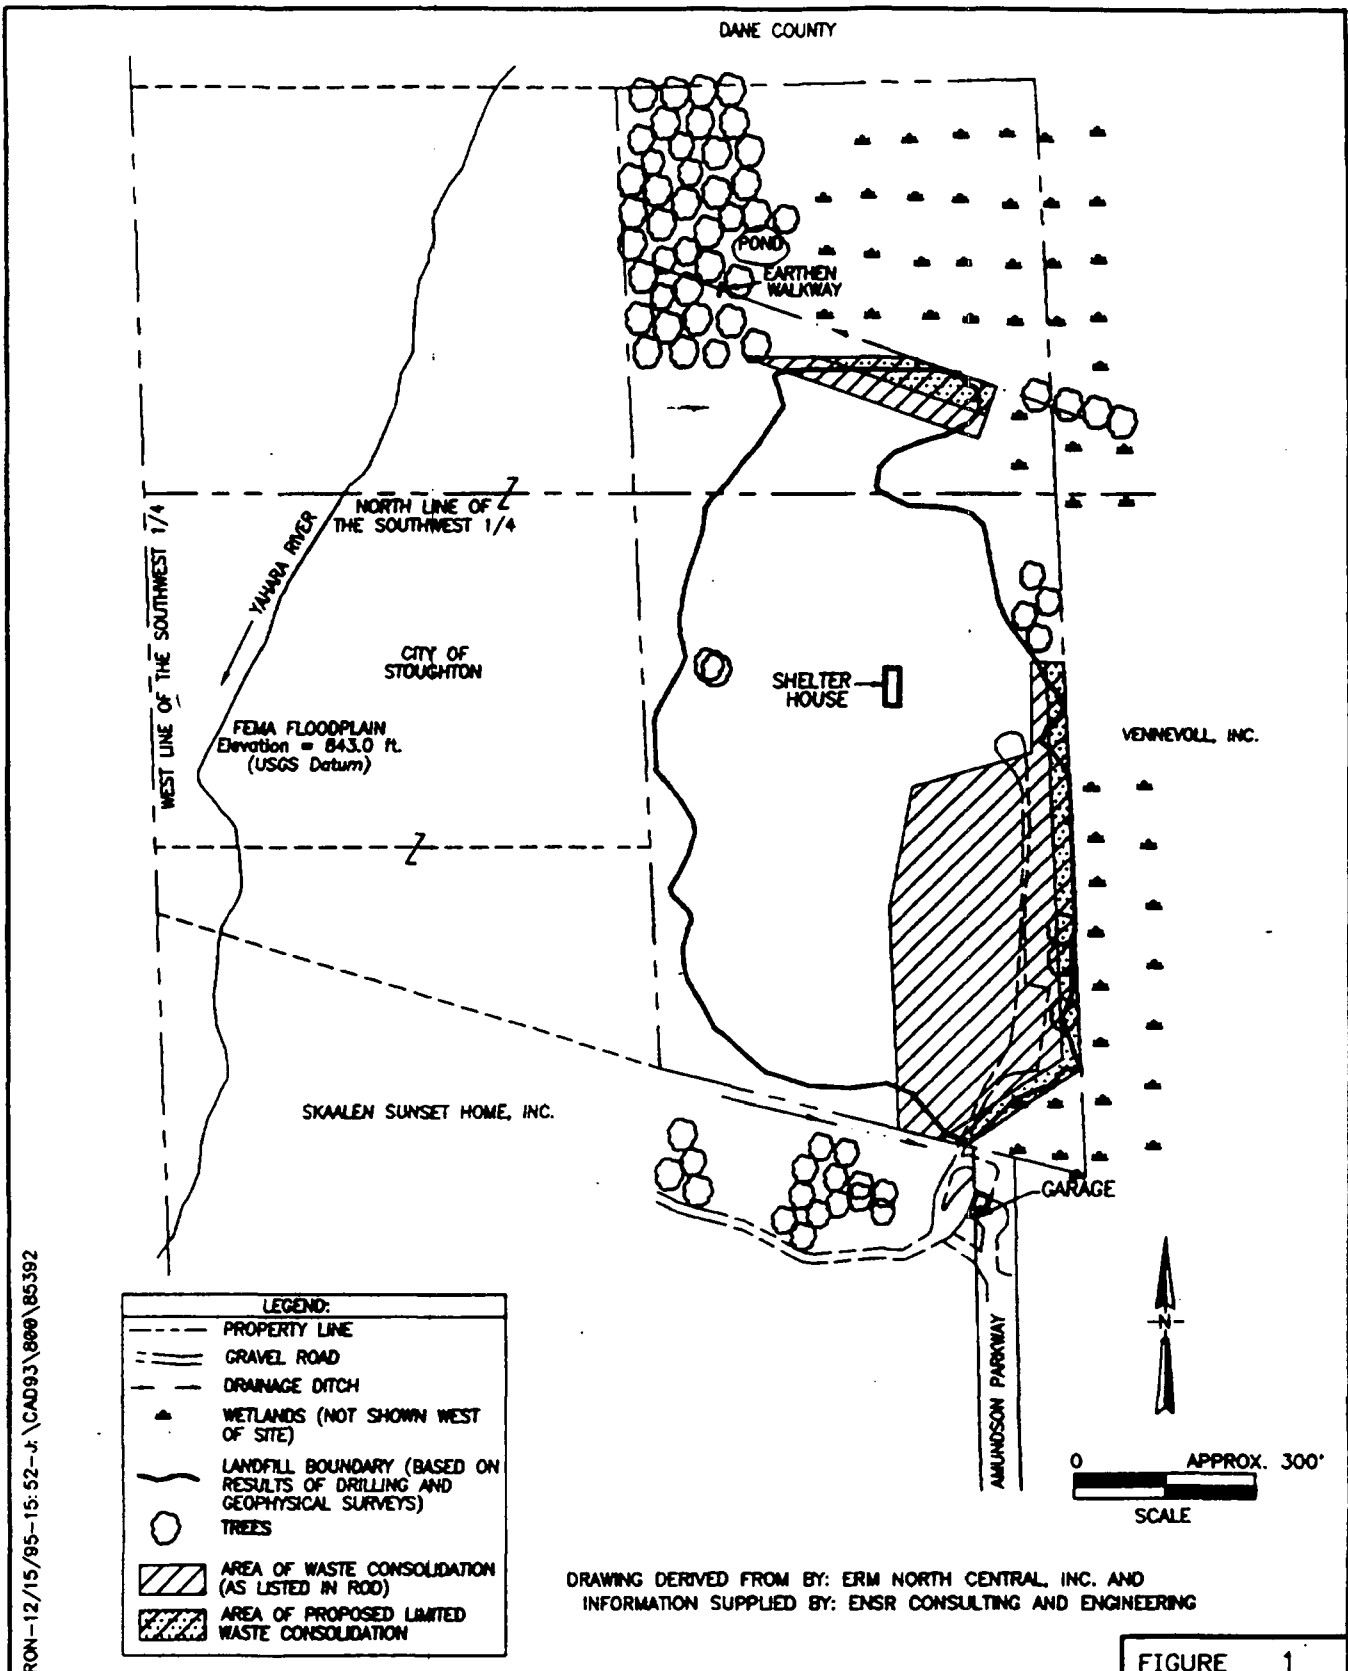 DANE COUNTY
POND
EARTHEN
WALKWAY
NORTH LINE OF
THE SOUTHWEST 1/4
WEST LINE OF THE SOUTHWEST 1/4
YAHARA RIVER
CITY OF
STOUGHTON
SHELTER
HOUSE
FEMA FLOODPLAIN
Elevation = 843.0 ft.
(USGS Datum)
VENNEVOLL, INC.
SKAALEN SUNSET HOME, INC.
GARAGE
AMUNDSON PARKWAY
N
LEGEND:
PROPERTY LINE
GRAVEL ROAD
DRAINAGE DITCH
WETLANDS (NOT SHOWN WEST
OF SITE)
LANDFILL BOUNDARY (BASED ON
RESULTS OF DRILLING AND
GEOPHYSICAL SURVEYS)
TREES
AREA OF WASTE CONSOLIDATION
(AS LISTED IN ROD)
AREA OF PROPOSED LIMITED
WASTE CONSOLIDATION
0 APPROX. 300'
SCALE
DRAWING DERIVED FROM BY: ERM NORTH CENTRAL, INC. AND
INFORMATION SUPPLIED BY: ENSR CONSULTING AND ENGINEERING
RON-12/15/95-15:52-J:\CAD93\800\85392
FIGURE 1